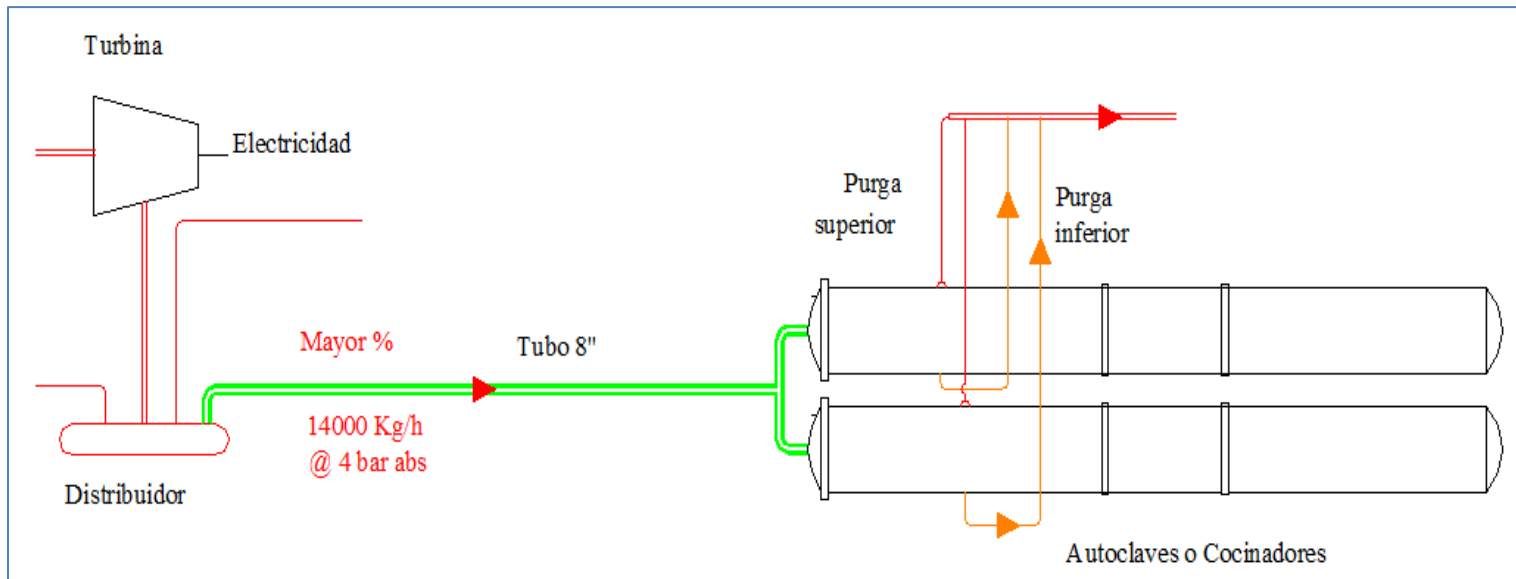 Turbina
Electricidad
Purga
superior
Purga
inferior
Mayor %
Tubo 8"
14000 Kg/h
@ 4 bar abs
Distribuidor
Autoclaves o Cocinadores